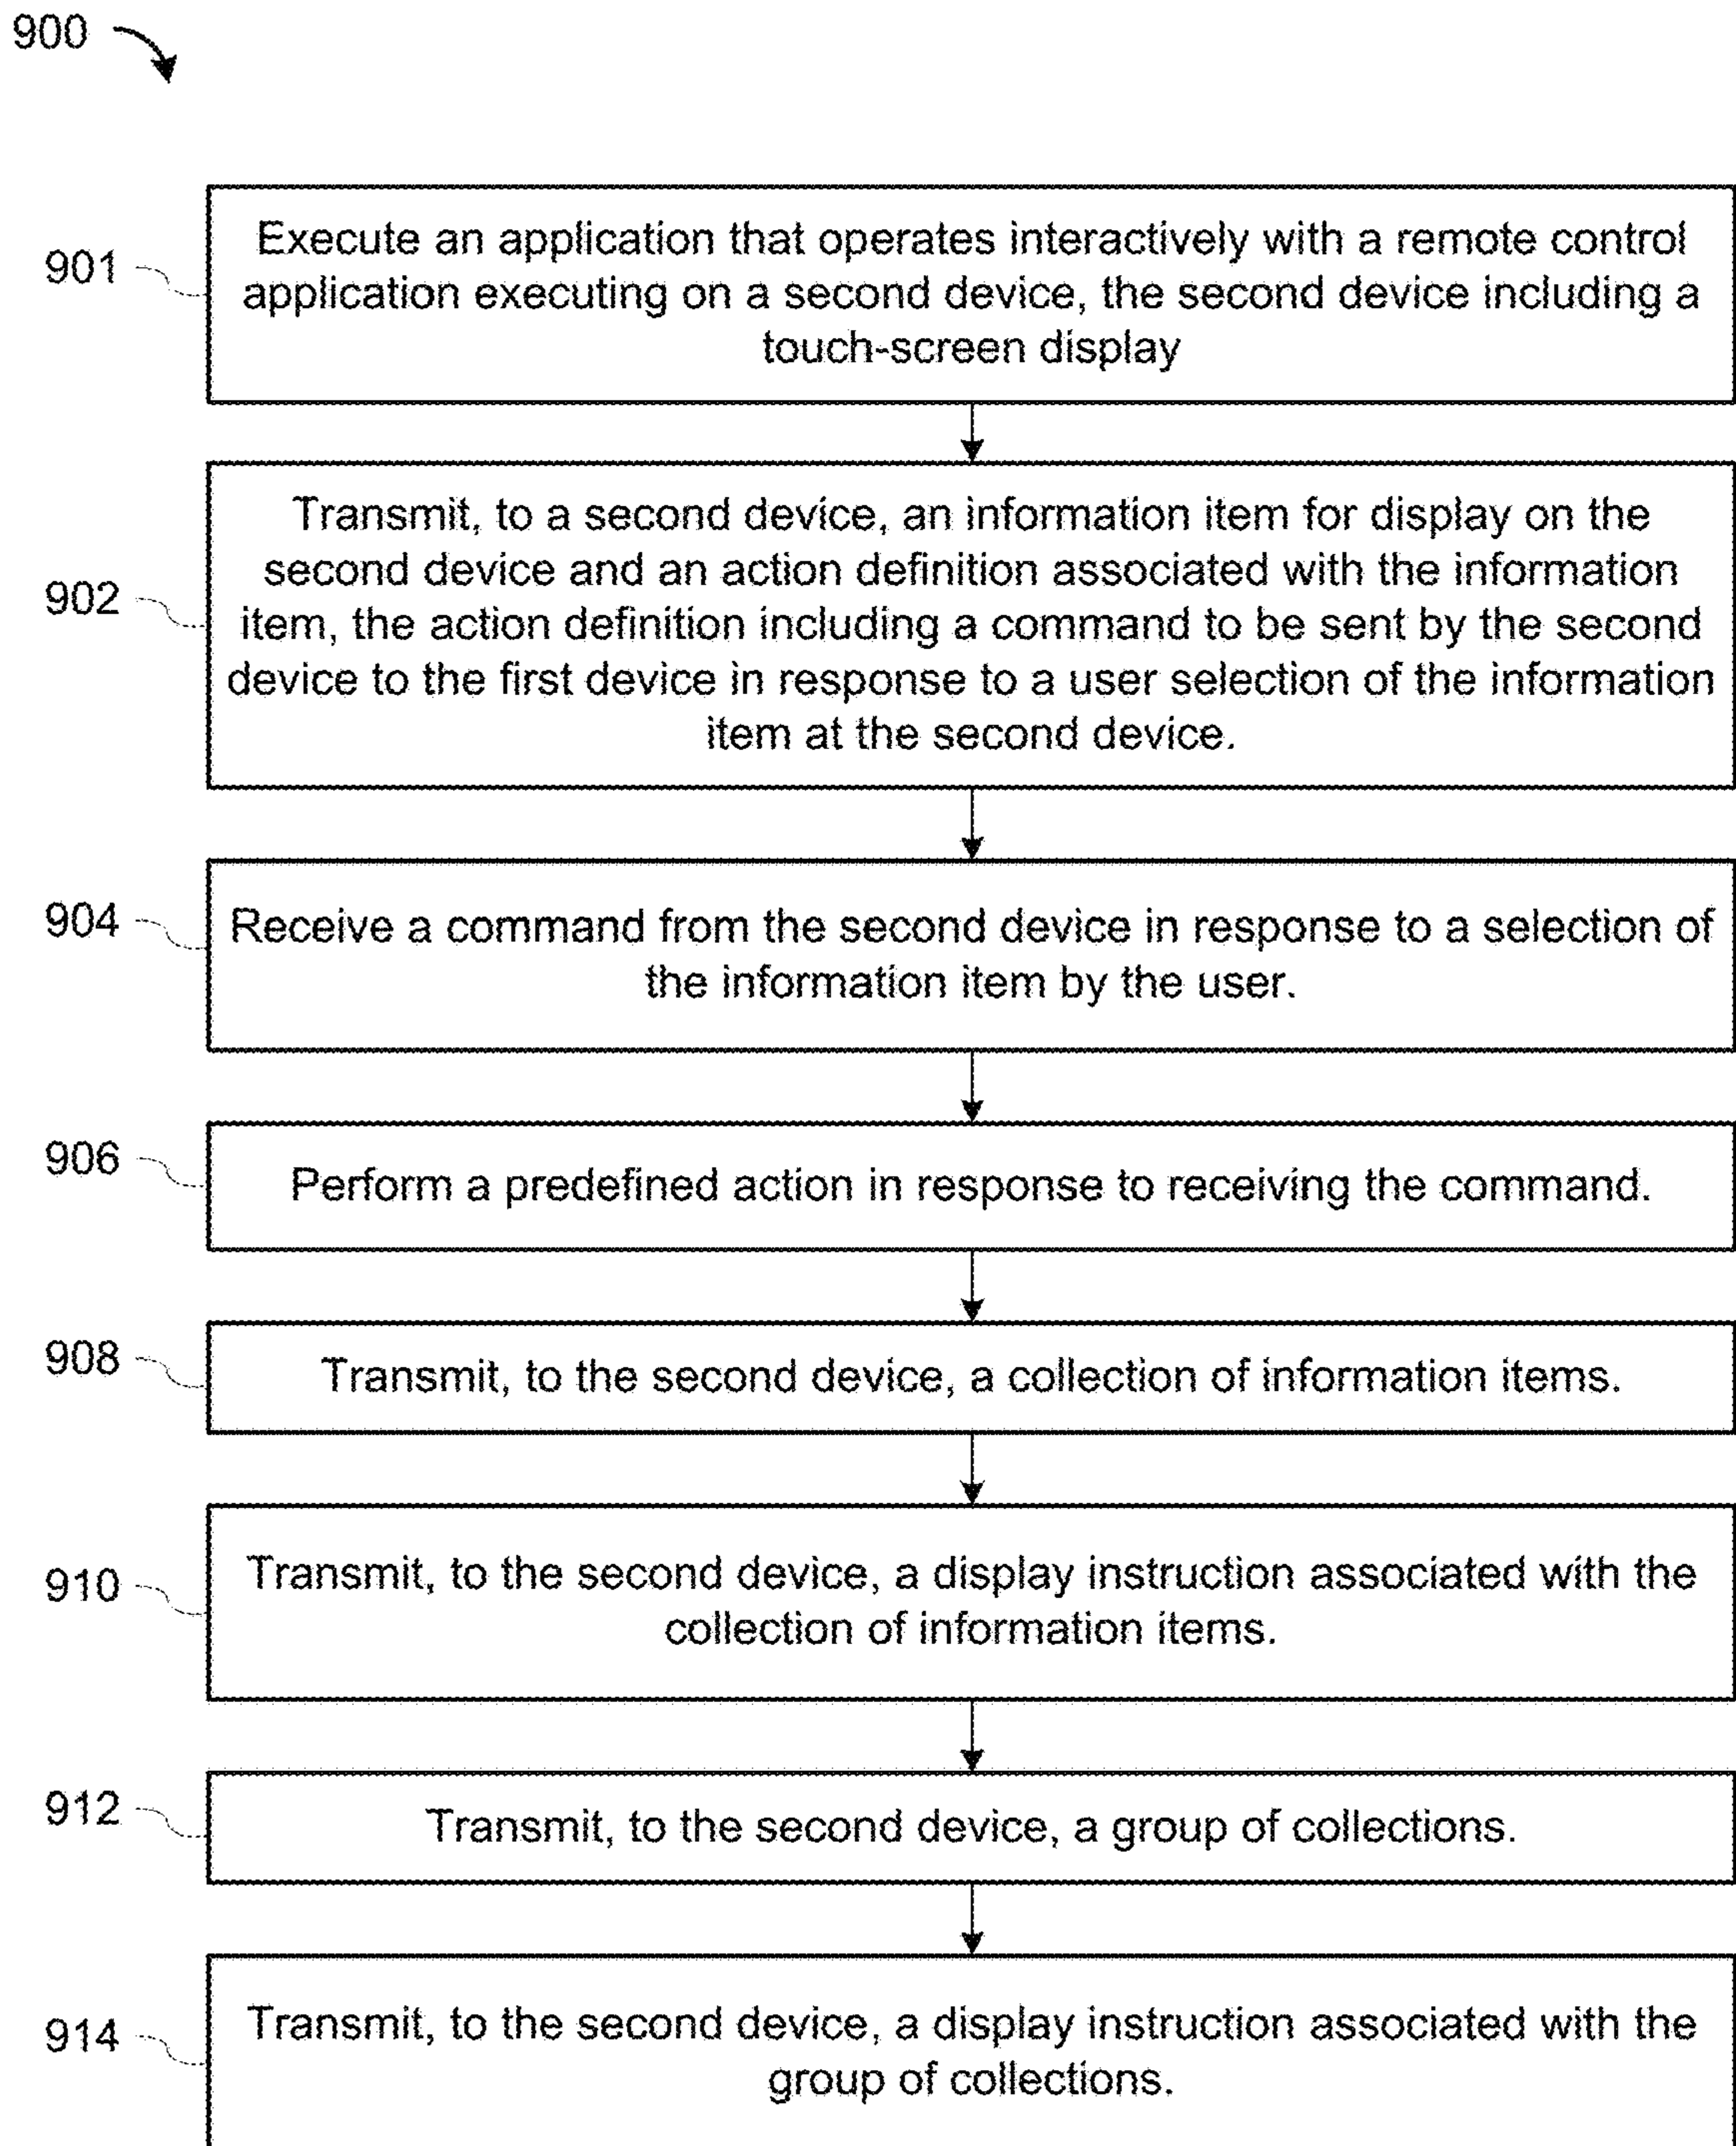 900
901
Execute an application that operates interactively with a remote control
application executing on a second device, the second device including a
touch-screen display
902
Transmit, to a second device, an information item for display on the
second device and an action definition associated with the information
item, the action definition including a command to be sent by the second
device to the first device in response to a user selection of the information
item at the second device.
904
Receive a command from the second device in response to a selection of
the information item by the user.
906
Perform a predefined action in response to receiving the command.
908
Transmit, to the second device, a collection of information items.
910
Transmit, to the second device, a display instruction associated with the
collection of information items.
912
Transmit, to the second device, a group of collections.
914
Transmit, to the second device, a display instruction associated with the
group of collections.